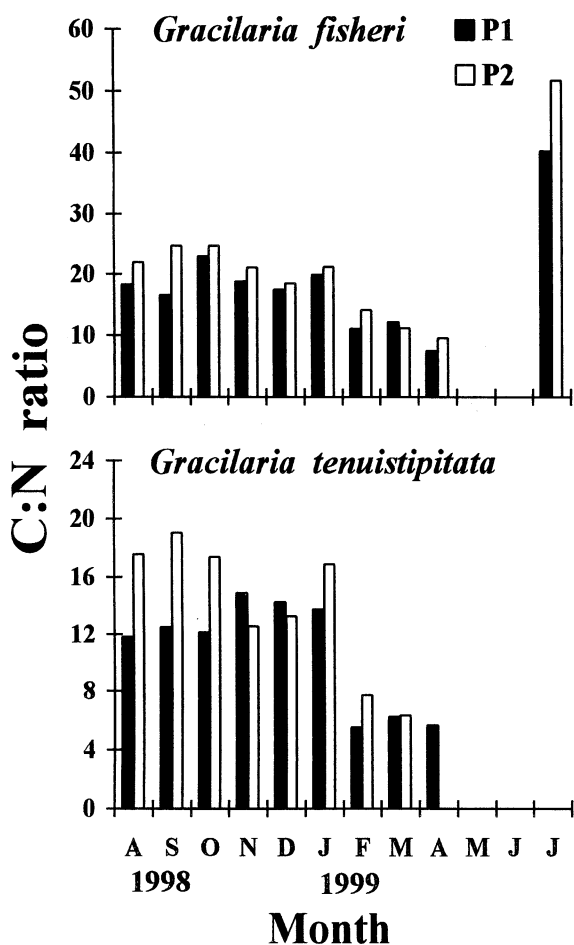 Gracilaria fisheri
P1
P2
60
50
40
30
20
10
0
C:N ratio
Gracilaria tenuistipitata
24
20
16
12
8
4
0
A S O N D J F M A M J J
1998 1999
Month